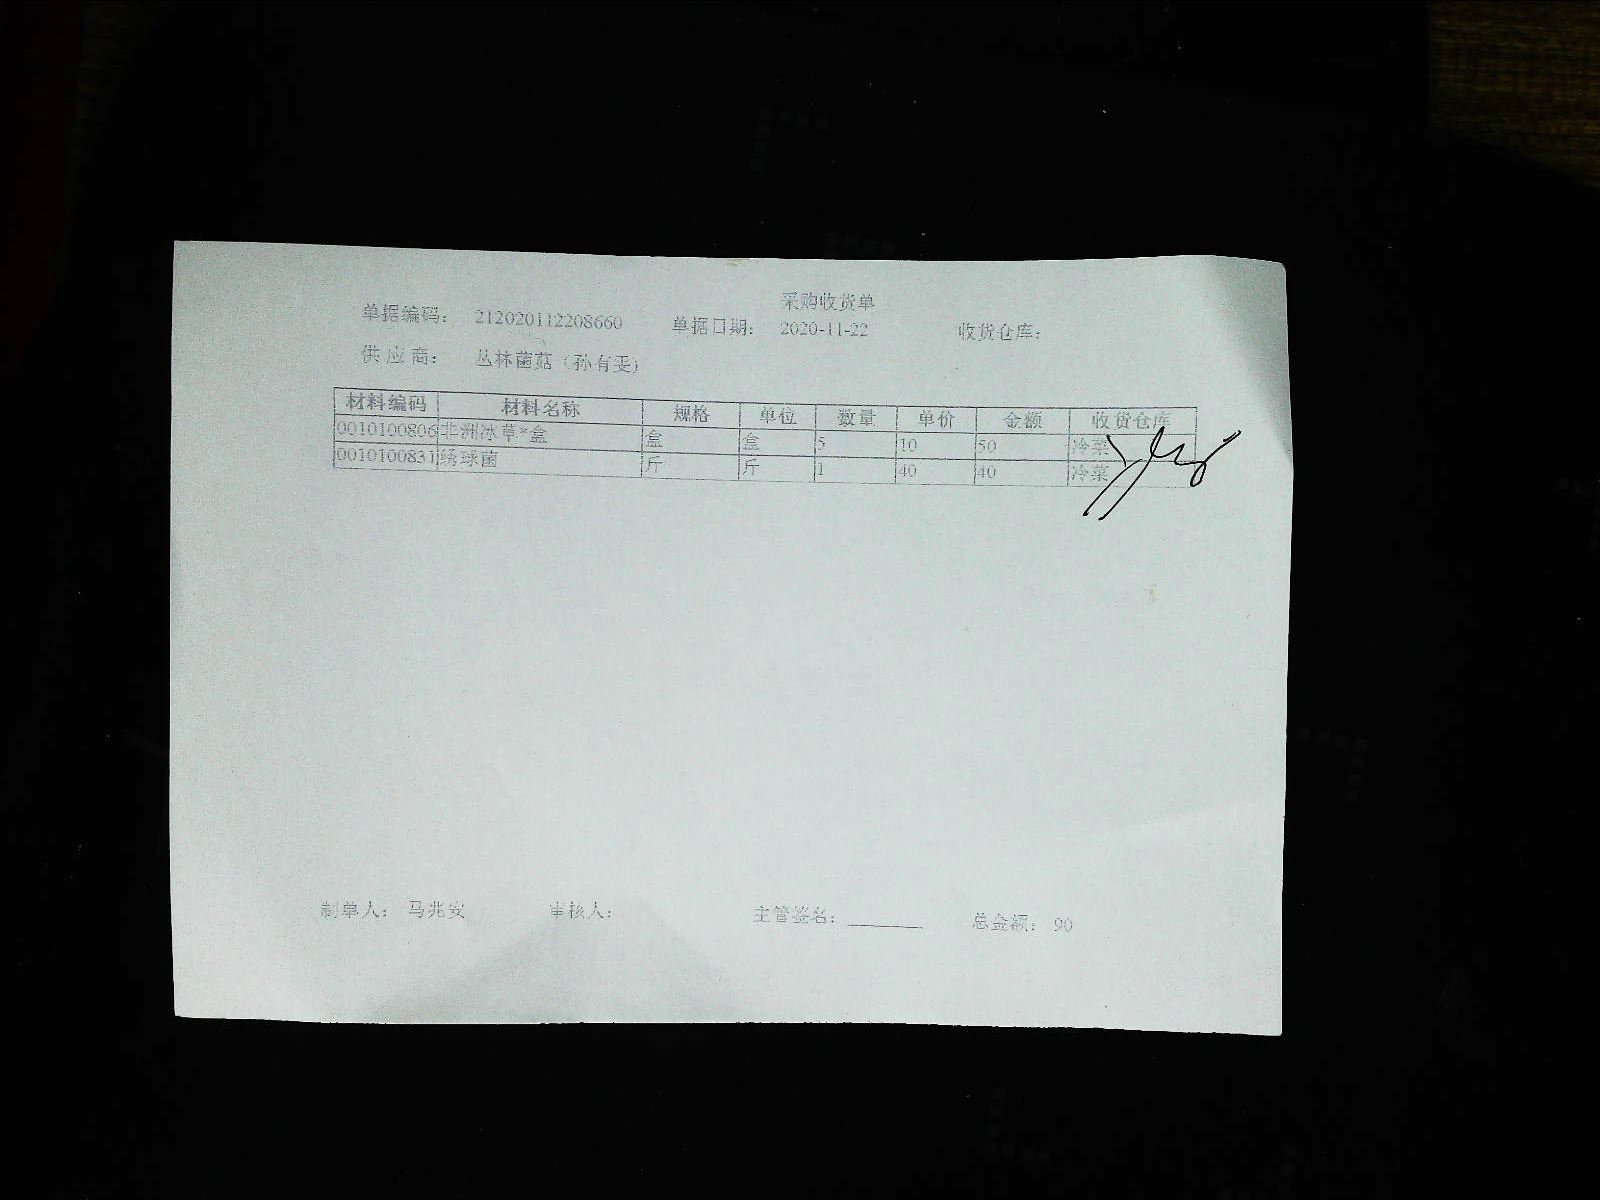 采购收货单
单据编码： 212020112208660 单据日期： 2020-11-22 收货仓库：
供应商： 丛林菌菇（孙有雯）
材料编码 材料名称 规格 单位 数量 单价 金额 收货仓库
0010100806 非洲冰草*盒 盒 盒 5 10 50 冷菜
0010100831 绣球菌 斤 斤 1 40 40 冷菜
制单人： 马兆安 审核人： 主管签名： 总金额： 90